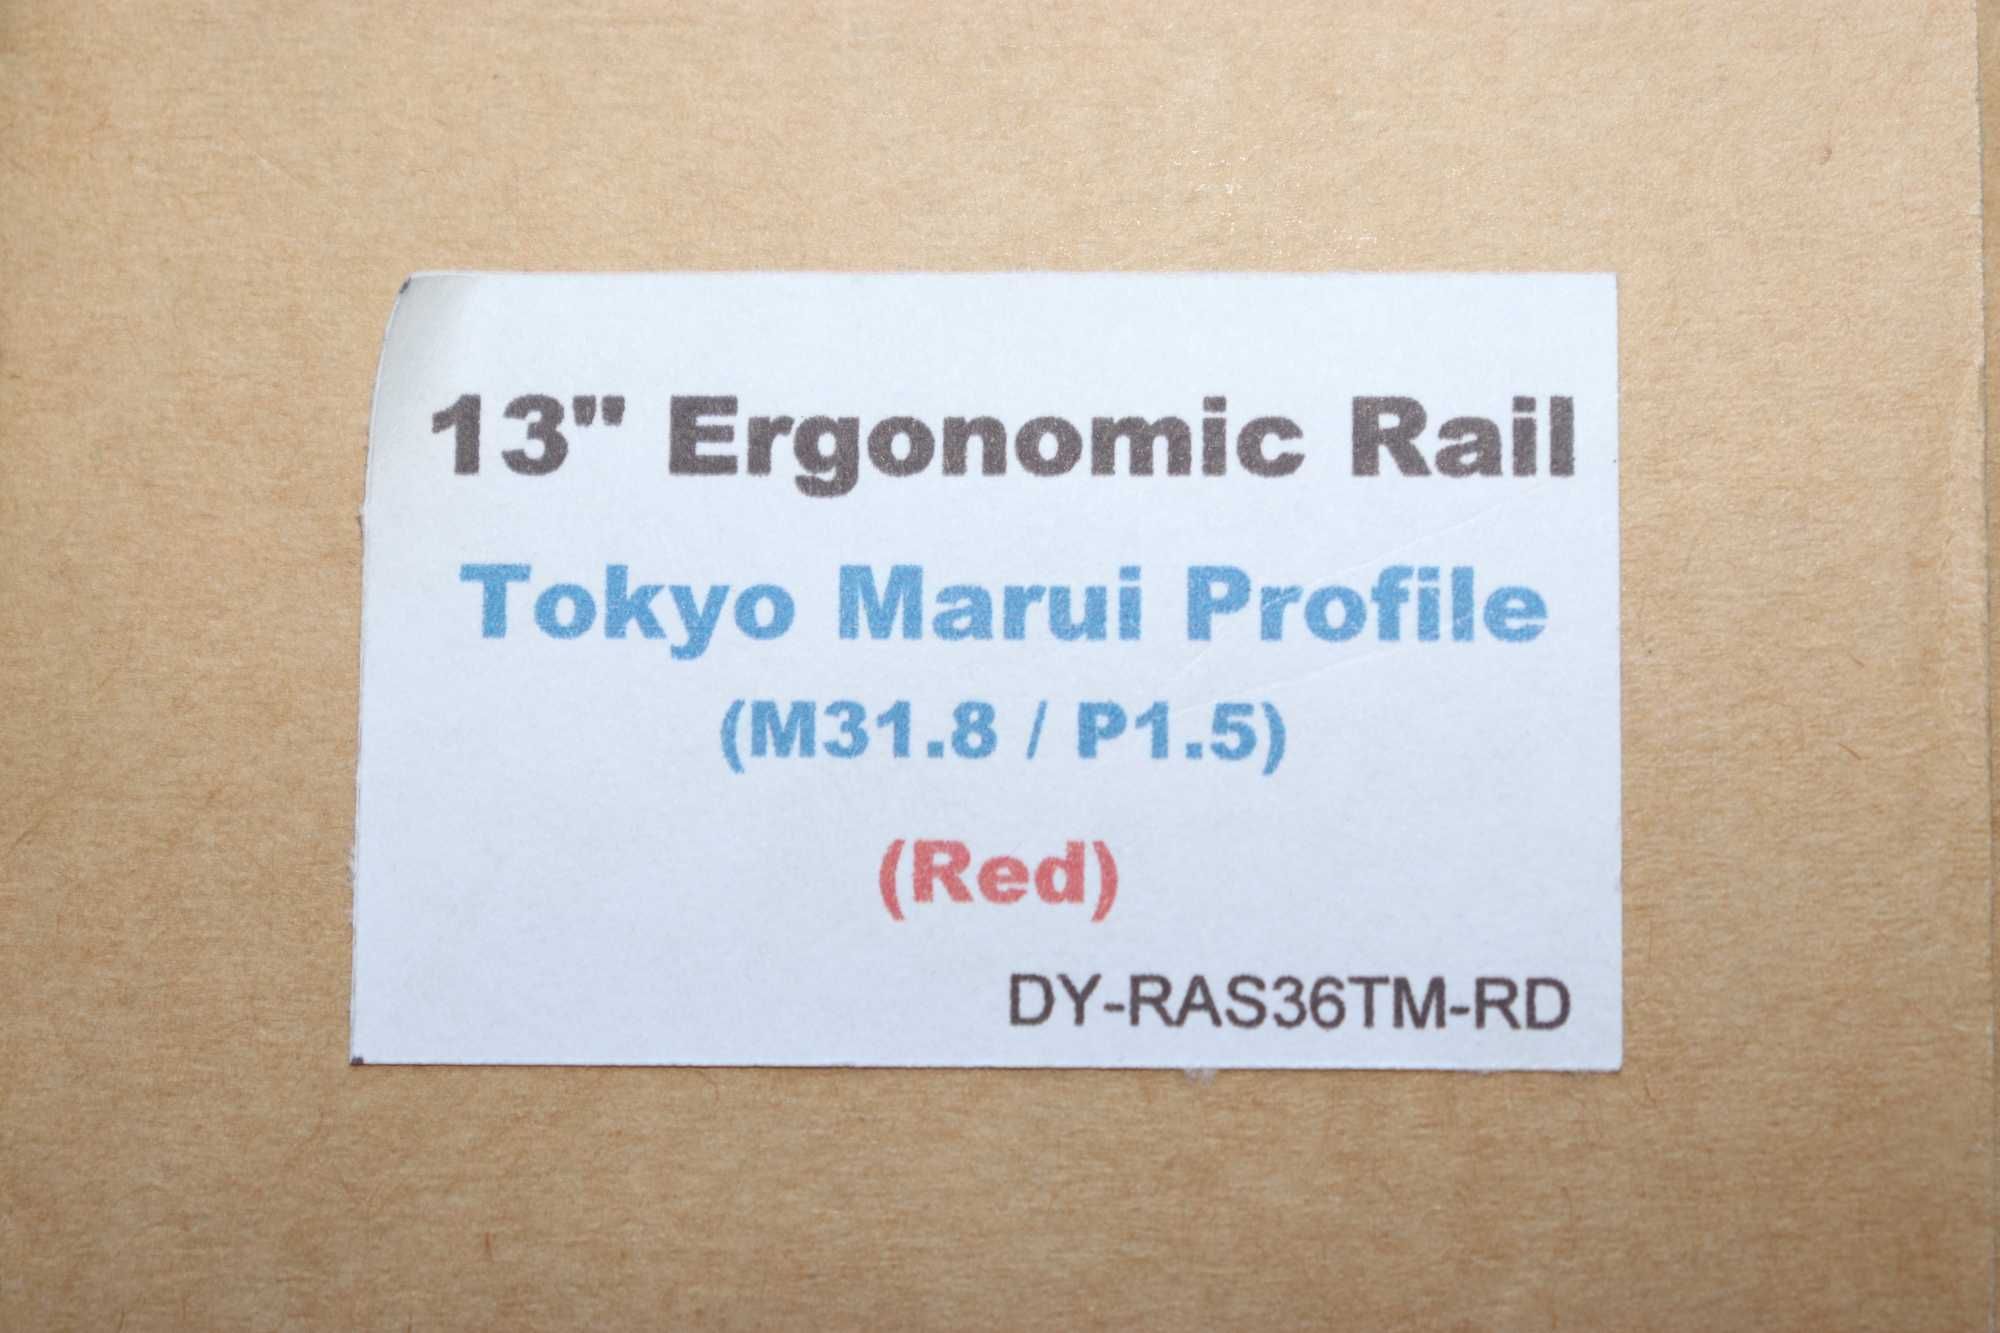 13" Ergonomic Rail
Tokyo Marui Profile
(M31.8 / P1.5)
(Red)
DY-RAS36TM-RD